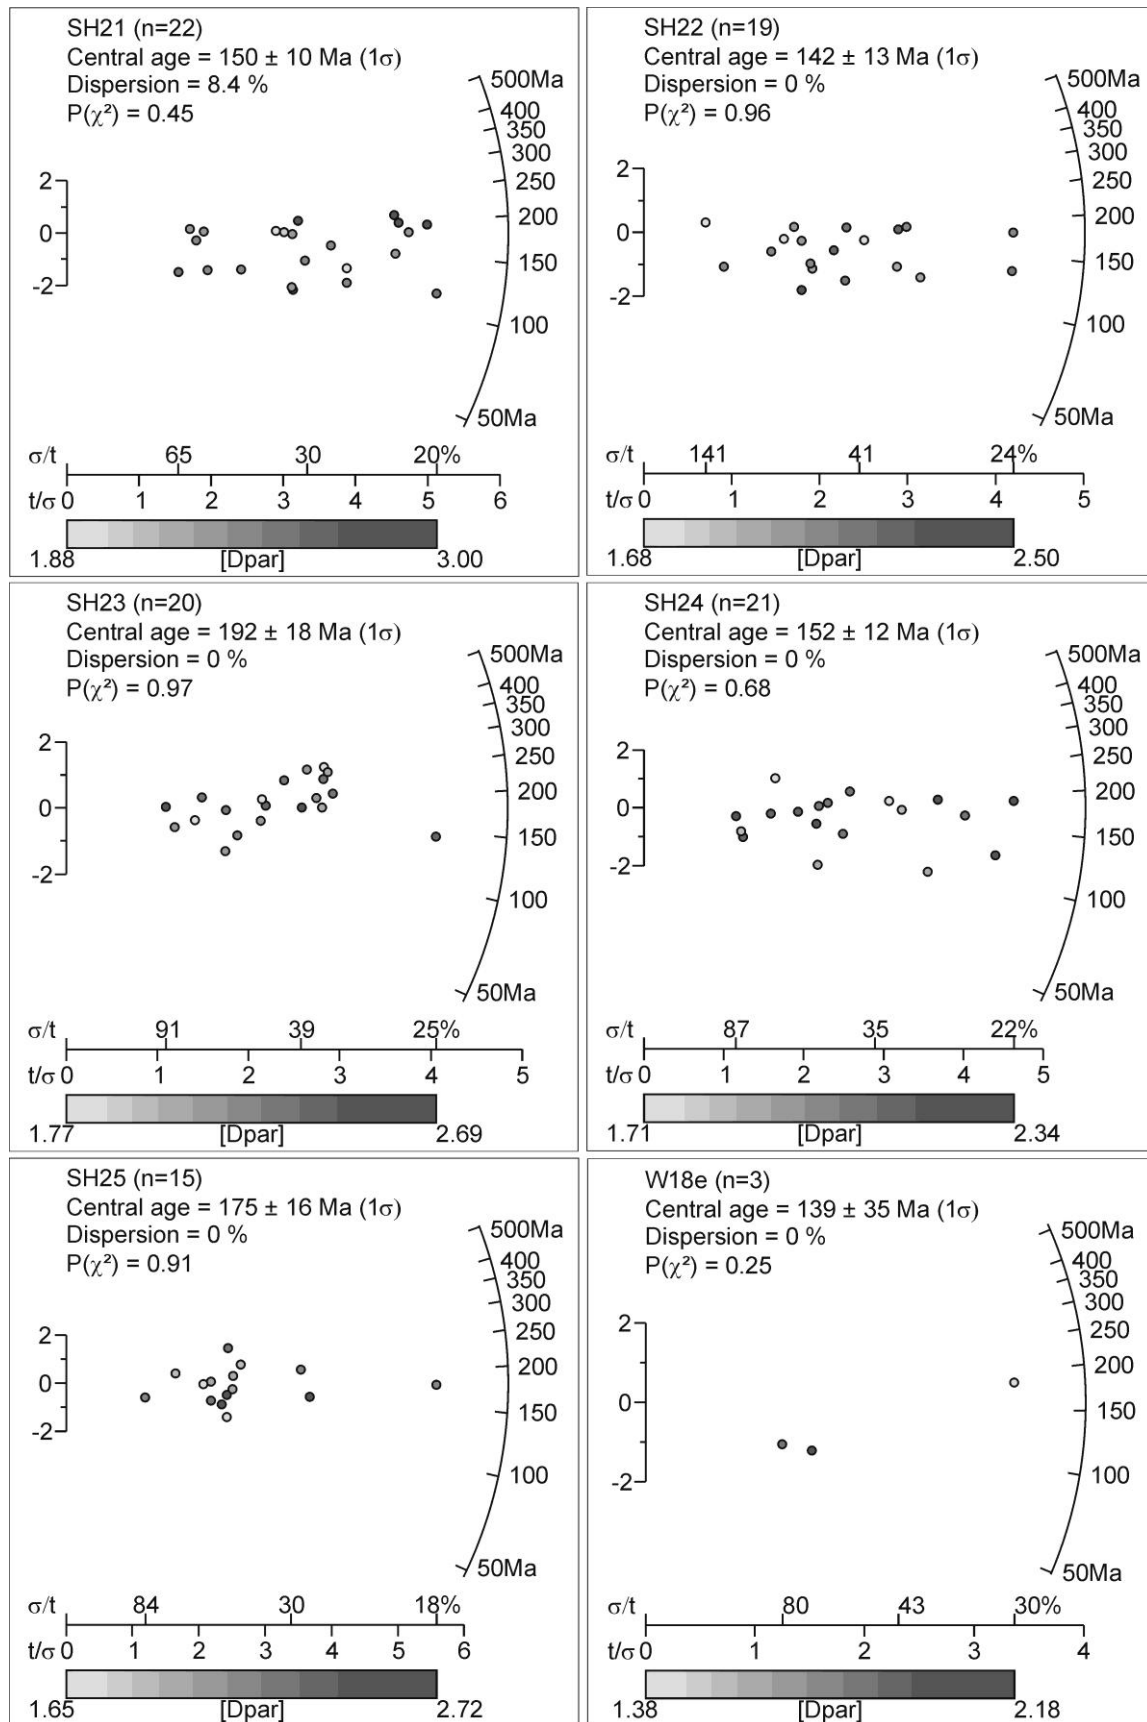 SH21 (n=22)
Central age = 150 ± 10 Ma (1σ)
Dispersion = 8.4 %
P(χ²) = 0.45
500Ma
400
350
300
250
200
150
100
50Ma
2
0
-2
σ/t 65 30 20%
t/σ 0 1 2 3 4 5 6
1.88 [Dpar] 3.00
SH22 (n=19)
Central age = 142 ± 13 Ma (1σ)
Dispersion = 0 %
P(χ²) = 0.96
500Ma
400
350
300
250
200
150
100
50Ma
2
0
-2
σ/t 141 41 24%
t/σ 0 1 2 3 4 5
1.68 [Dpar] 2.50
SH23 (n=20)
Central age = 192 ± 18 Ma (1σ)
Dispersion = 0 %
P(χ²) = 0.97
500Ma
400
350
300
250
200
150
100
50Ma
2
0
-2
σ/t 91 39 25%
t/σ 0 1 2 3 4 5
1.77 [Dpar] 2.69
SH24 (n=21)
Central age = 152 ± 12 Ma (1σ)
Dispersion = 0 %
P(χ²) = 0.68
500Ma
400
350
300
250
200
150
100
50Ma
2
0
-2
σ/t 87 35 22%
t/σ 0 1 2 3 4 5
1.71 [Dpar] 2.34
SH25 (n=15)
Central age = 175 ± 16 Ma (1σ)
Dispersion = 0 %
P(χ²) = 0.91
500Ma
400
350
300
250
200
150
100
50Ma
2
0
-2
σ/t 84 30 18%
t/σ 0 1 2 3 4 5 6
1.65 [Dpar] 2.72
W18e (n=3)
Central age = 139 ± 35 Ma (1σ)
Dispersion = 0 %
P(χ²) = 0.25
500Ma
400
350
300
250
200
150
100
50Ma
2
0
-2
σ/t 80 43 30%
t/σ 0 1 2 3 4
1.38 [Dpar] 2.18